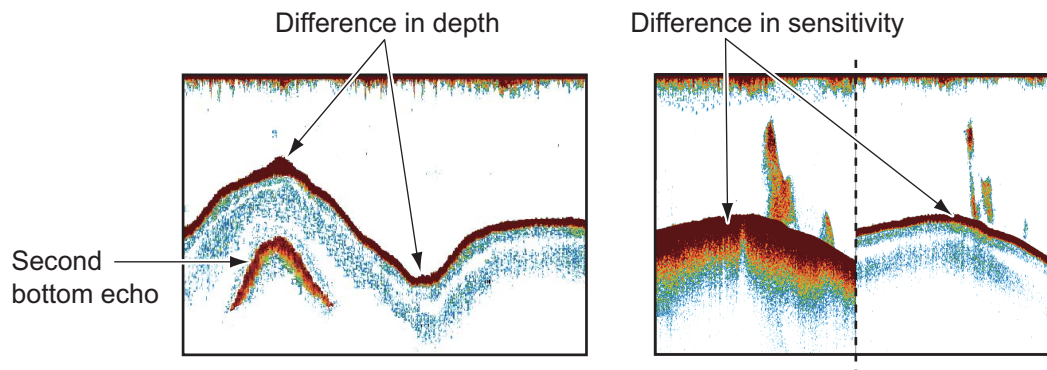 Difference in depth
Difference in sensitivity
Second
bottom echo